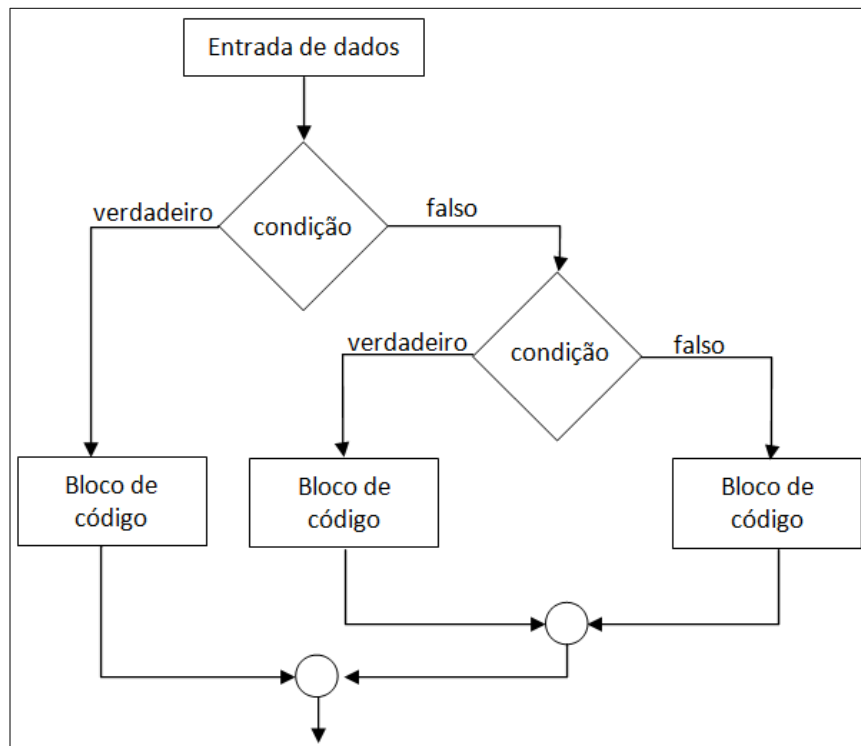 Entrada de dados
verdadeiro
condição
falso
verdadeiro
condição
falso
Bloco de
código
Bloco de
código
Bloco de
código